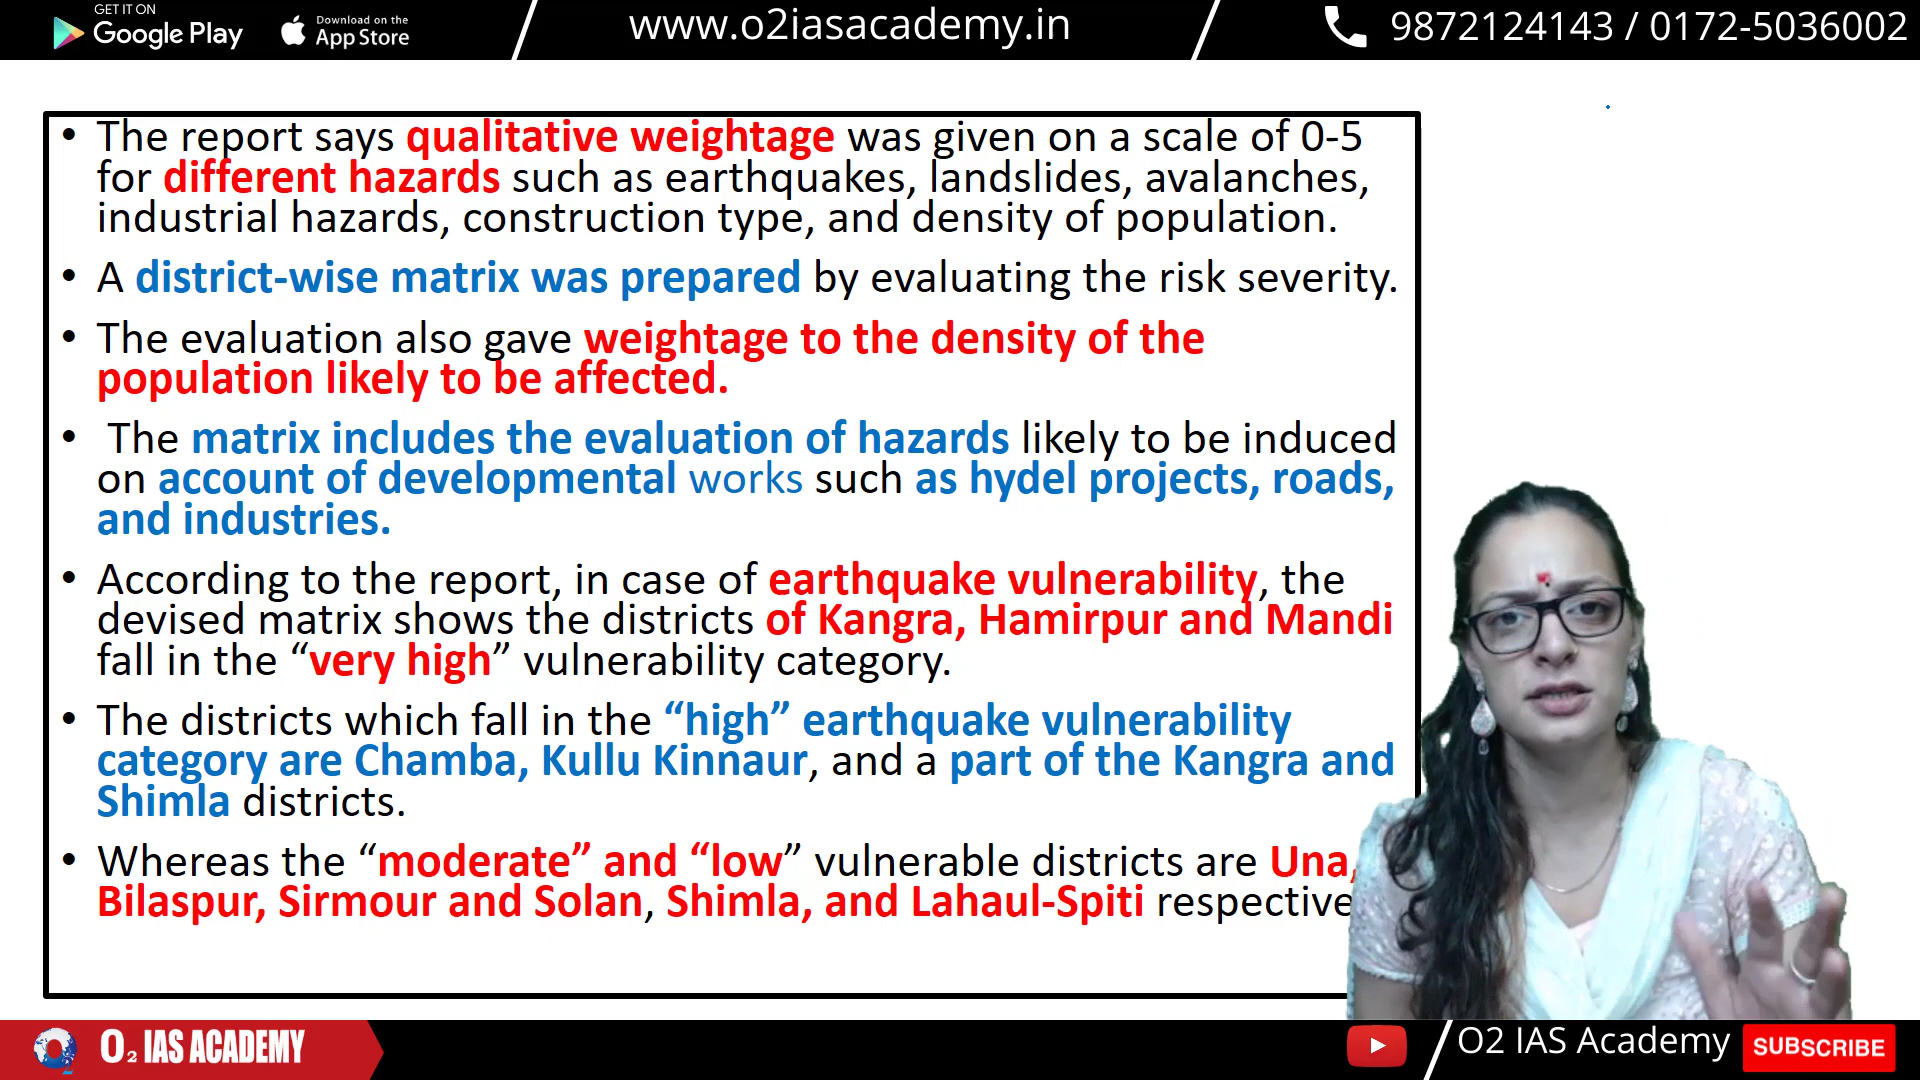 GET IT ON
Google Play
Download on the
App Store
www.o2iasacademy.in
9872124143 / 0172-5036002
• The report says qualitative weightage was given on a scale of 0-5
for different hazards such as earthquakes, landslides, avalanches,
industrial hazards, construction type, and density of population.
• A district-wise matrix was prepared by evaluating the risk severity.
• The evaluation also gave weightage to the density of the
population likely to be affected.
• The matrix includes the evaluation of hazards likely to be induced
on account of developmental works such as hydel projects, roads,
and industries.
• According to the report, in case of earthquake vulnerability, the
devised matrix shows the districts of Kangra, Hamirpur and Mandi
fall in the “very high” vulnerability category.
• The districts which fall in the “high” earthquake vulnerability
category are Chamba, Kullu Kinnaur, and a part of the Kangra and
Shimla districts.
• Whereas the “moderate” and “low” vulnerable districts are Una,
Bilaspur, Sirmour and Solan, Shimla, and Lahaul-Spiti respective
O2 IAS ACADEMY
O2 IAS Academy
SUBSCRIBE